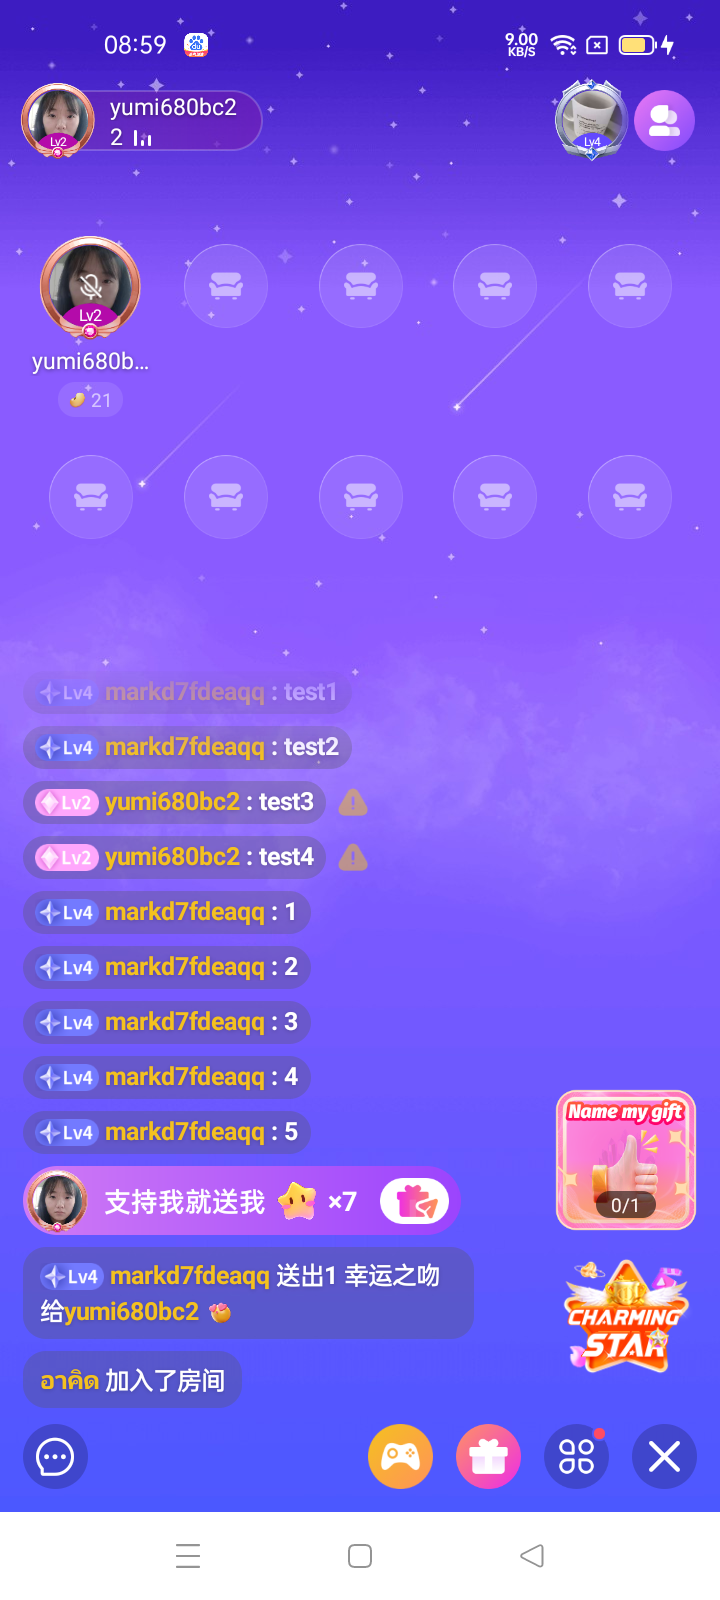 08:59
9.00
KB/S
yumi680bc2
2
Lv2
Lv4
Lv2
yumi680b...
21
Lv4 markd7fdeaqq : test1
Lv4 markd7fdeaqq : test2
Lv2 yumi680bc2 : test3
Lv2 yumi680bc2 : test4
Lv4 markd7fdeaqq : 1
Lv4 markd7fdeaqq : 2
Lv4 markd7fdeaqq : 3
Lv4 markd7fdeaqq : 4
Lv4 markd7fdeaqq : 5
Name my gift
0/1
支持我就送我 ×7
Lv4 markd7fdeaqq 送出1 幸运之吻
给yumi680bc2
CHARMING
STAR
อาคิด 加入了房间